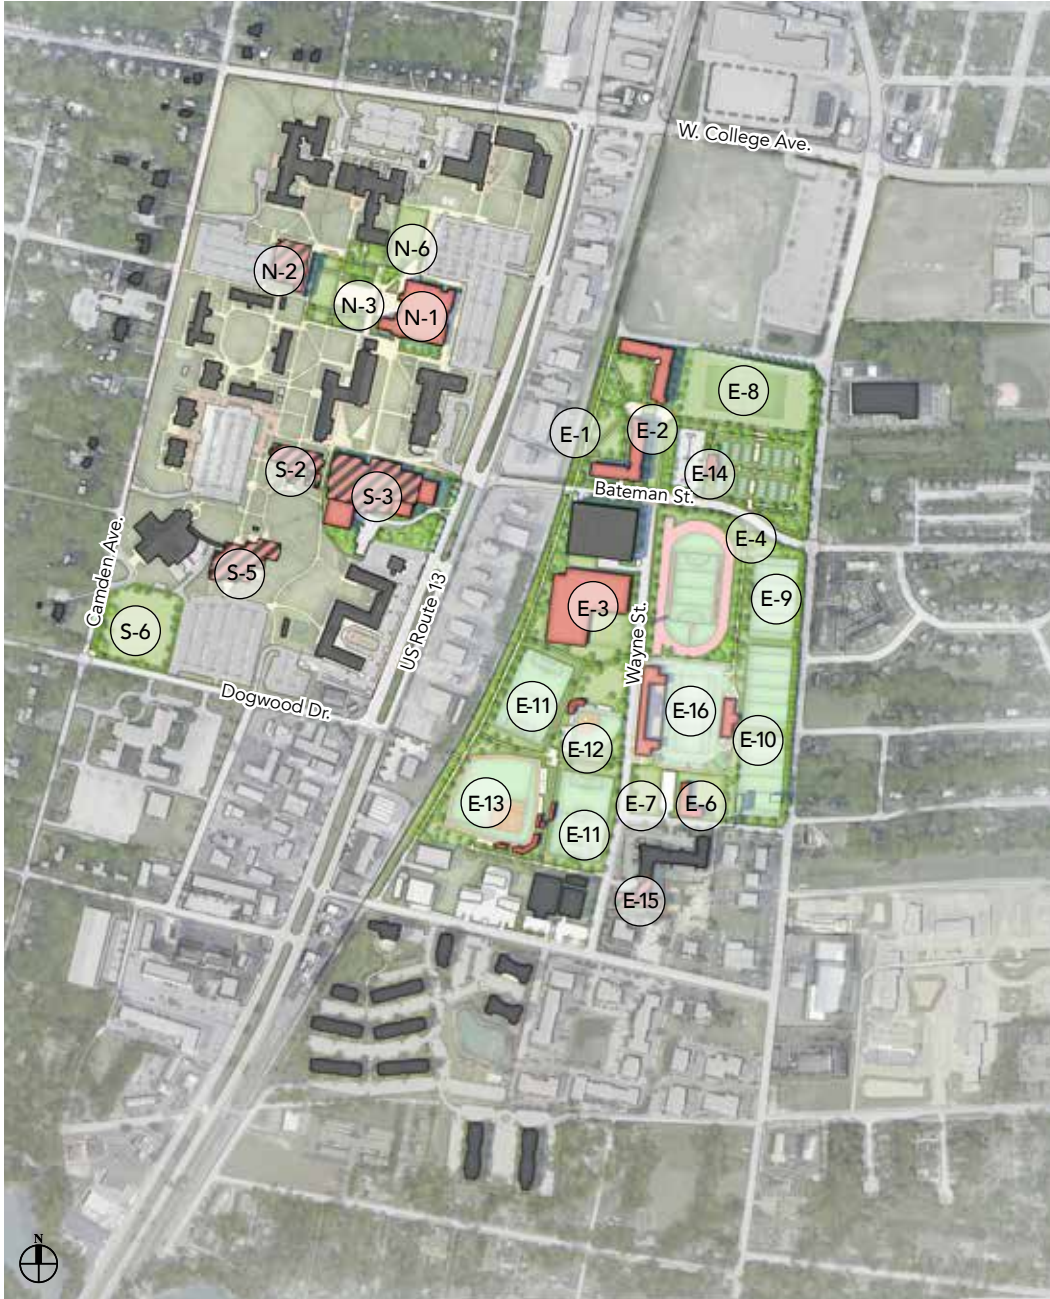 W. College Ave.
N-6
N-2
N-3
N-1
E-8
E-1
E-2
S-2
E-14
S-3
Bateman St.
E-4
S-5
Camden Ave.
E-9
E-3
US Route 13
S-6
Wayne St.
Dogwood Dr.
E-11
E-16
E-12
E-10
E-13
E-7
E-6
E-11
E-15
N